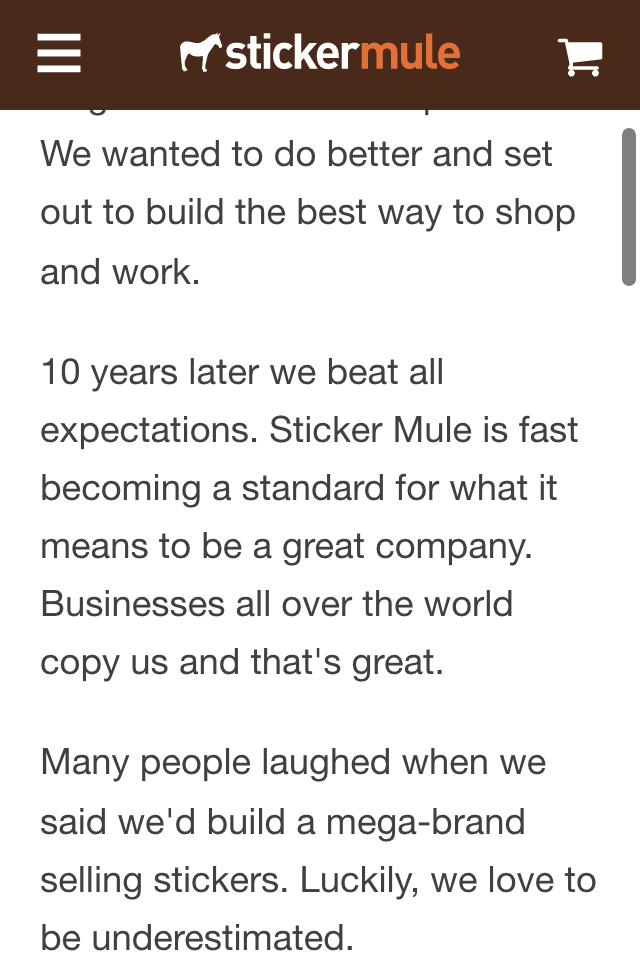 stickermule
We wanted to do better and set
out to build the best way to shop
and work.
10 years later we beat all
expectations. Sticker Mule is fast
becoming a standard for what it
means to be a great company.
Businesses all over the world
copy us and that's great.
Many people laughed when we
said we'd build a mega-brand
selling stickers. Luckily, we love to
be underestimated.